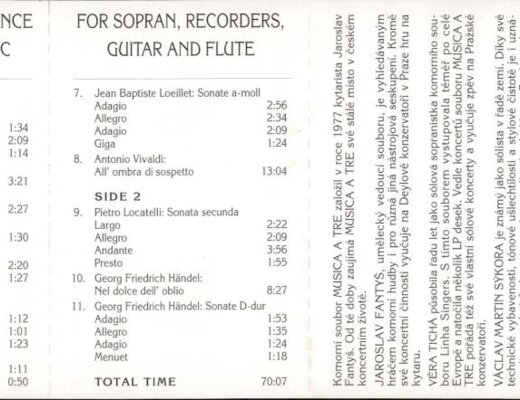 NCE
C
1:34
2:09
1:14
3:21
2:27
1:30
2:20
1:27
1:12
1:01
1:23
1:11
0:50
FOR SOPRAN, RECORDERS,
GUITAR AND FLUTE
7. Jean Baptiste Loeillet: Sonate a-moll
Adagio 2:56
Allegro 2:34
Adagio 2:09
Giga 1:24
8. Antonio Vivaldi:
All' ombra di sospetto 13:04
SIDE 2
9. Pietro Locatelli: Sonata secunda
Largo 2:22
Allegro 2:09
Andante 3:56
Presto 1:55
10. Georg Friedrich Händel:
Nel dolce dell' oblio 8:27
11. Georg Friedrich Händel: Sonate D-dur
Adagio 1:53
Allegro 1:35
Adagio 1:24
Menuet 1:18
TOTAL TIME 70:07
Komorní soubor MUSICA A TRE založil v roce 1977 kytarista Jaroslav
Fantyš. Od té doby zaujímá MUSICA A TRE své stálé místo v českém
koncertním životě.
JAROSLAV FANTYŠ, umělecký vedoucí souboru, je vyhledávaným
hráčem komorní hudby i pro různá jiná nástrojová seskupení. Kromě
své koncertní činnosti vyučuje na Deylově konzervatoři v Praze hru na
kytaru.
VĚRA TICHÁ působila řadu let jako sólová sopranistka komorního sou-
boru Linha Singers. S tímto souborem vystupovala téměř po celé
Evropě a natočila několik LP desek. Vedle koncertů souboru MUSICA A
TRE pořádá též své vlastní sólové koncerty a vyučuje zpěv na Pražské
konzervatoři.
VÁCLAV MARTIN SÝKORA je známý jako sólista v řadě zemí. Díky své
technické vybavenosti, tónové ušlechtilosti a stylové čistotě je i uzná-